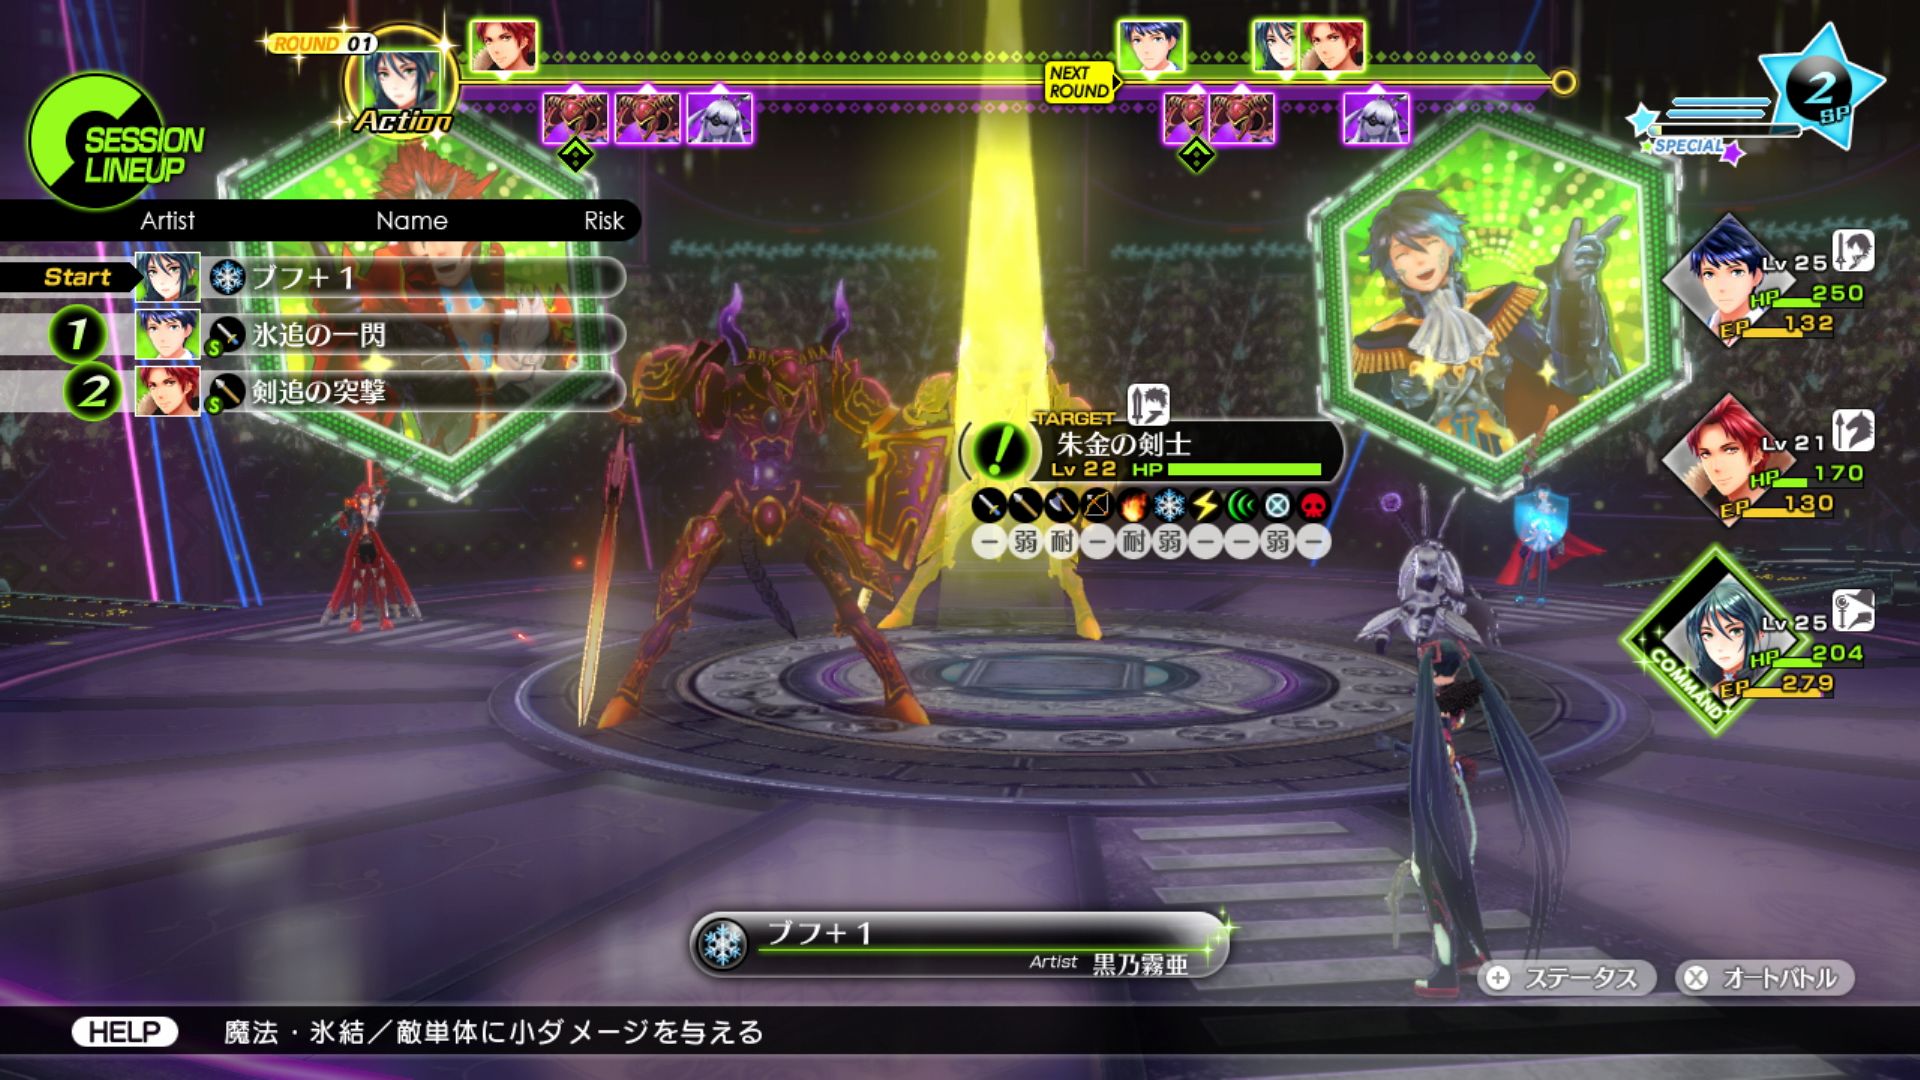 ROUND 01
Action
NEXT
ROUND
2
SP
SPECIAL
SESSION
LINEUP
Artist Name Risk
Start ブフ+1
1 S 氷追の一閃
2 S 剣追の突撃
TARGET
朱金の剣士
Lv 22 HP
－ 弱 耐 － 耐 弱 － － 弱 －
Lv 25
HP 250
EP 132
Lv 21
HP 170
EP 130
Lv 25
HP 204
EP 279
COMMAND
ブフ+1
Artist 黒乃霧亜
+ ステータス
X オートバトル
HELP 魔法・氷結／敵単体に小ダメージを与える